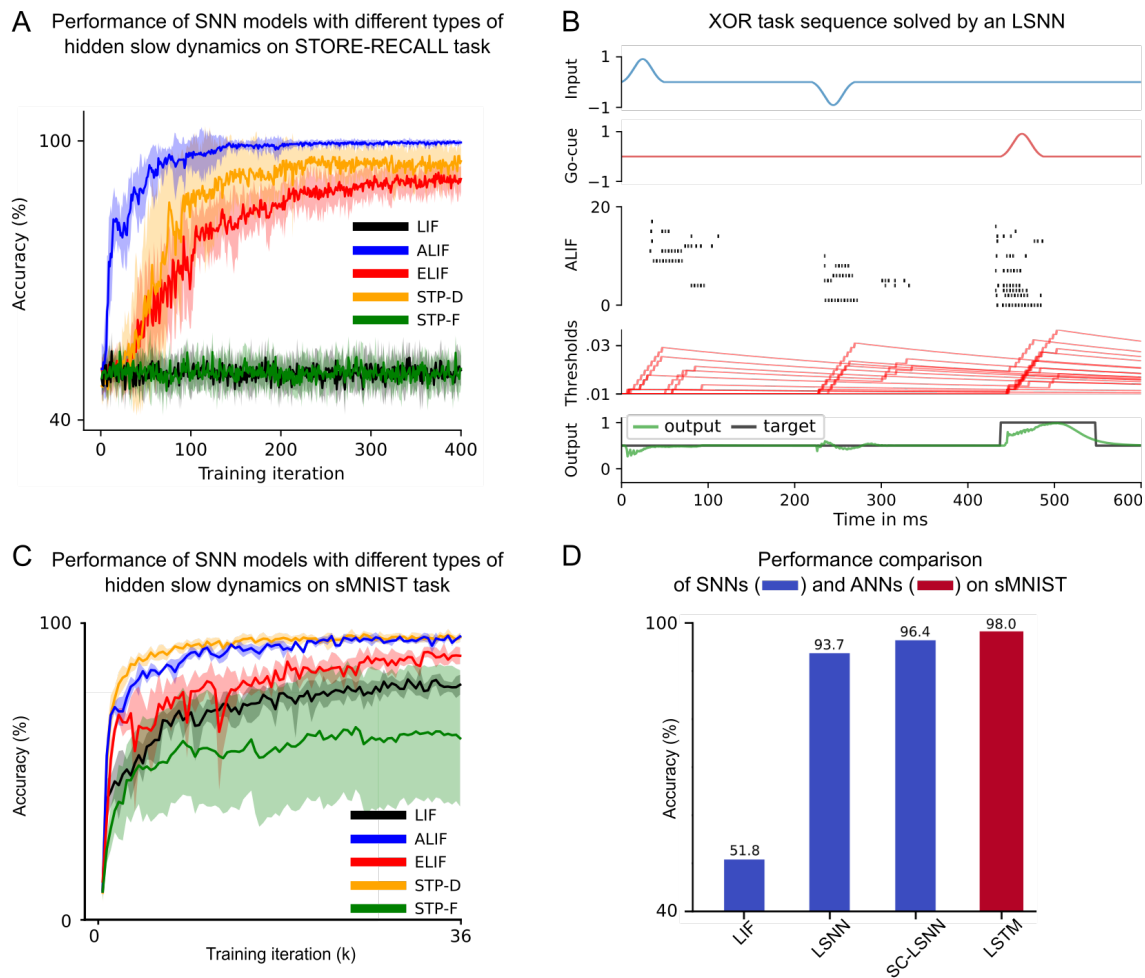 A
Performance of SNN models with different types of
hidden slow dynamics on STORE-RECALL task
100
40
Accuracy (%)
0
100
200
300
400
Training iteration
LIF
ALIF
ELIF
STP-D
STP-F
B
XOR task sequence solved by an LSNN
Input
1
−1
Go-cue
1
−1
ALIF
20
0
Thresholds
.03
.01
Output
1
0
output
target
0
100
200
300
400
500
600
Time in ms
C
Performance of SNN models with different types of
hidden slow dynamics on sMNIST task
100
0
Accuracy (%)
LIF
ALIF
ELIF
STP-D
STP-F
0
36
Training iteration (k)
D
Performance comparison
of SNNs ( ) and ANNs ( ) on sMNIST
100
40
Accuracy (%)
51.8
93.7
96.4
98.0
LIF
LSNN
SC-LSNN
LSTM